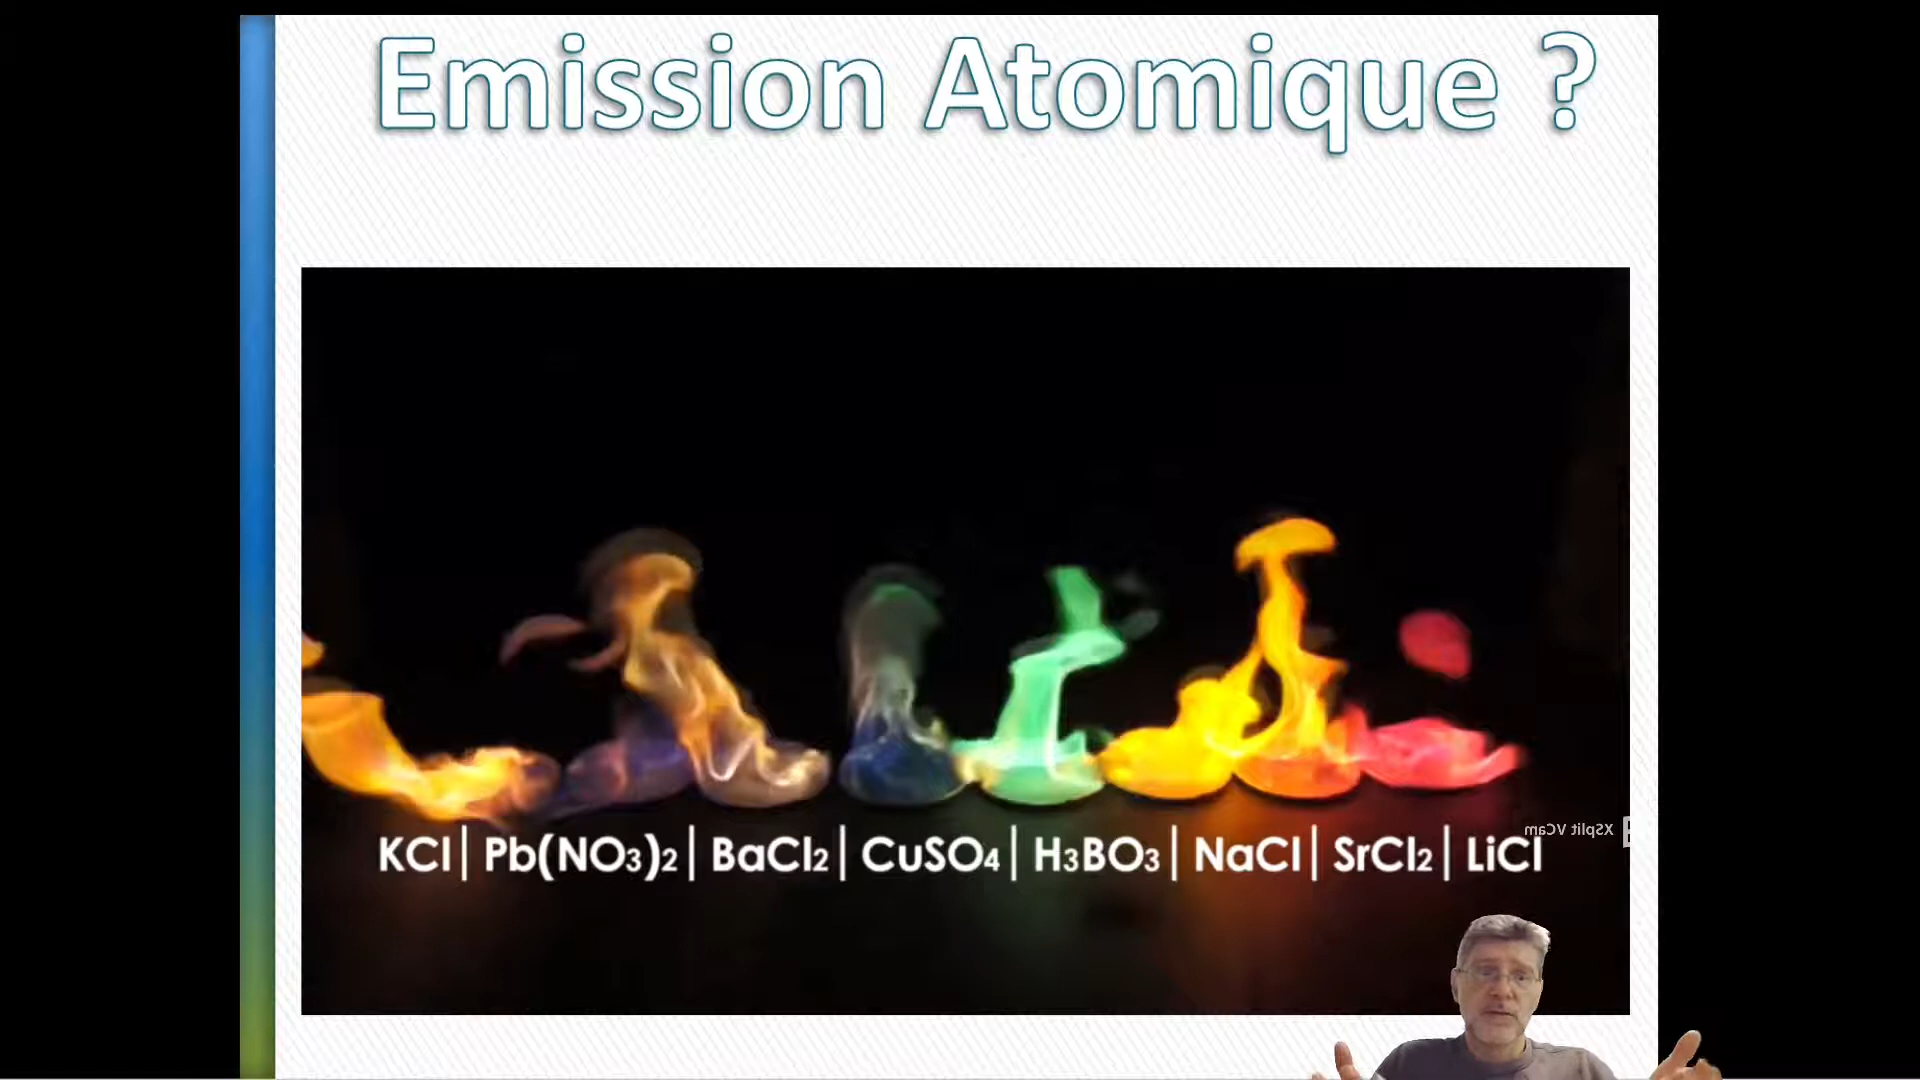 Emission Atomique ?
XSplit VCam
KCl| Pb(NO3)2| BaCl2| CuSO4| H3BO3| NaCl| SrCl2| LiCl